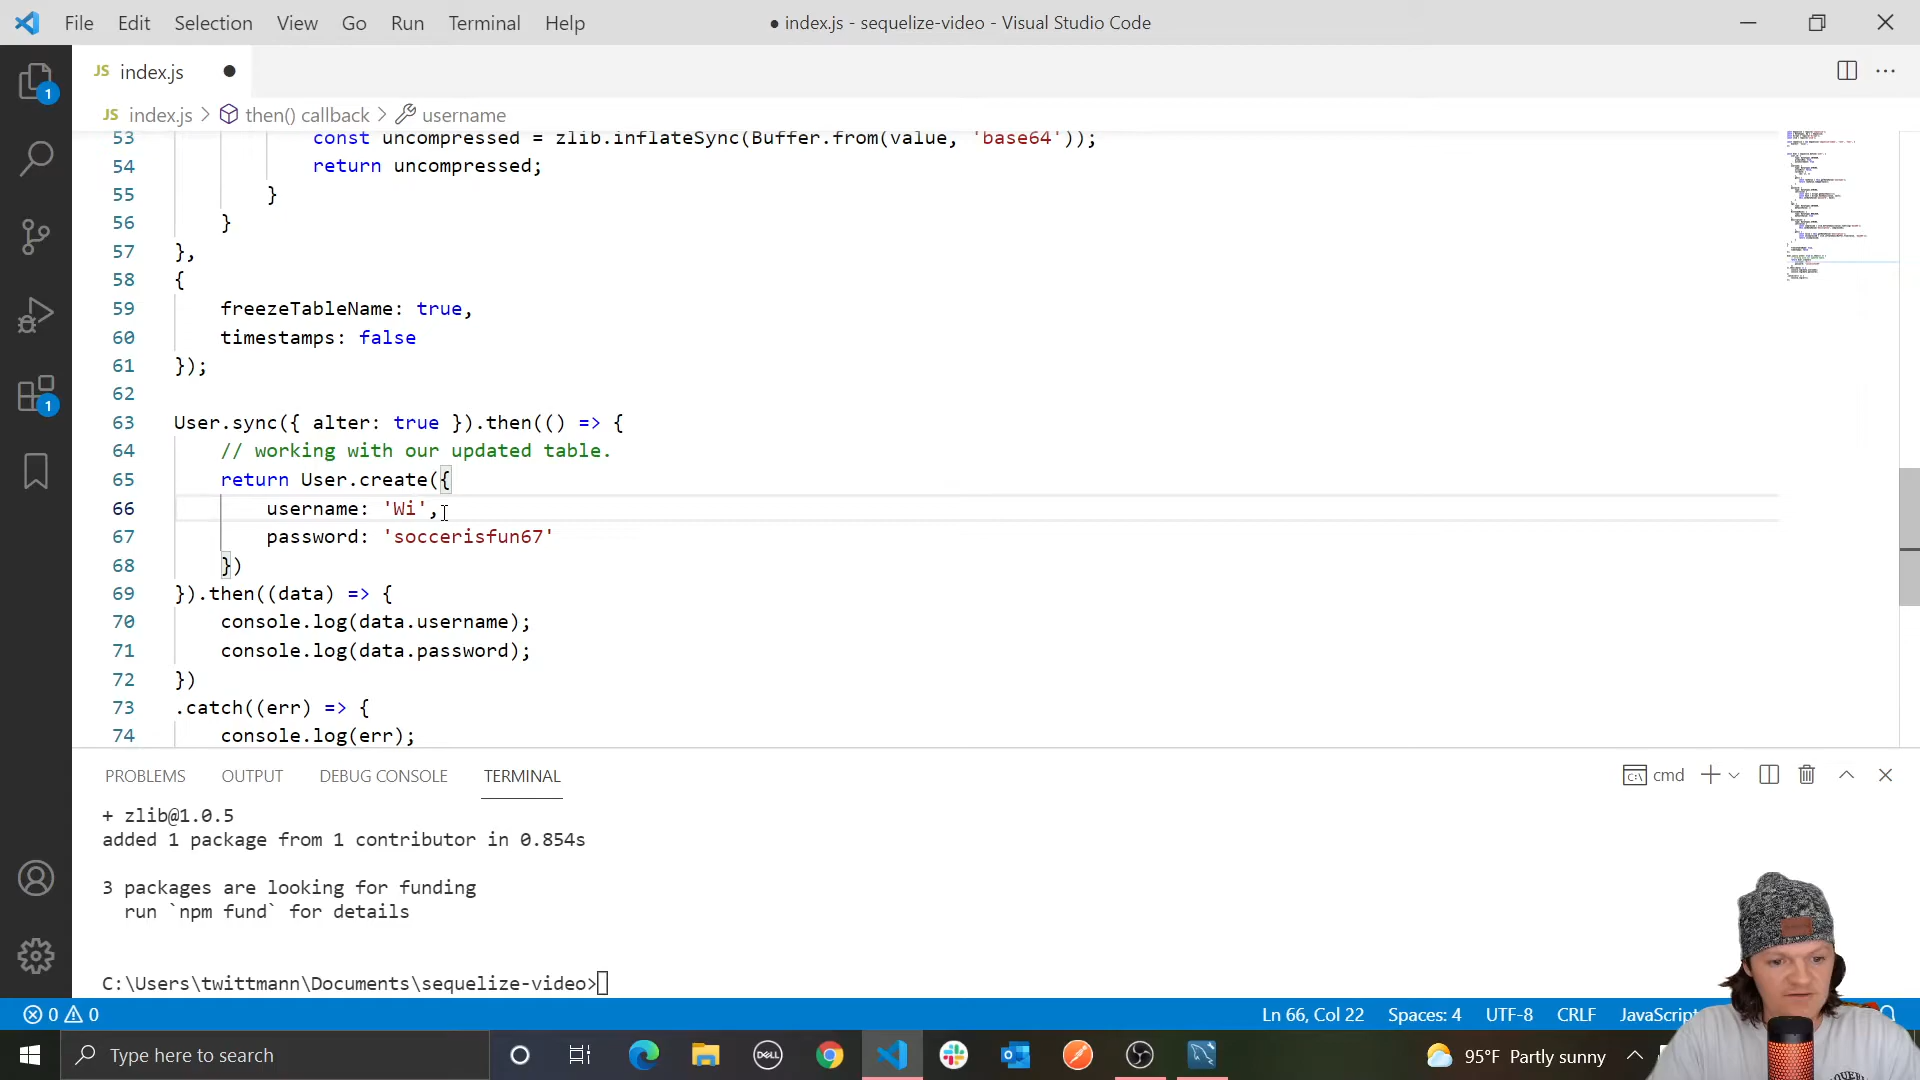 File Edit Selection View Go Run Terminal Help ● index.js - sequelize-video - Visual Studio Code
JS index.js ●
JS index.js > then() callback > username
53 const uncompressed = zlib.inflateSync(Buffer.from(value, 'base64'));
54 return uncompressed;
55 }
56 }
57 },
58 {
59 freezeTableName: true,
60 timestamps: false
61 });
62
63 User.sync({ alter: true }).then(() => {
64 // working with our updated table.
65 return User.create({
66 username: 'Wi',
67 password: 'soccerisfun67'
68 })
69 }).then((data) => {
70 console.log(data.username);
71 console.log(data.password);
72 })
73 .catch((err) => {
74 console.log(err);
1
1
PROBLEMS OUTPUT DEBUG CONSOLE TERMINAL cmd
+ zlib@1.0.5
added 1 package from 1 contributor in 0.854s
3 packages are looking for funding
run `npm fund` for details
C:\Users\twittmann\Documents\sequelize-video>
0 0 Ln 66, Col 22 Spaces: 4 UTF-8 CRLF JavaScript
Type here to search DELL 95°F Partly sunny